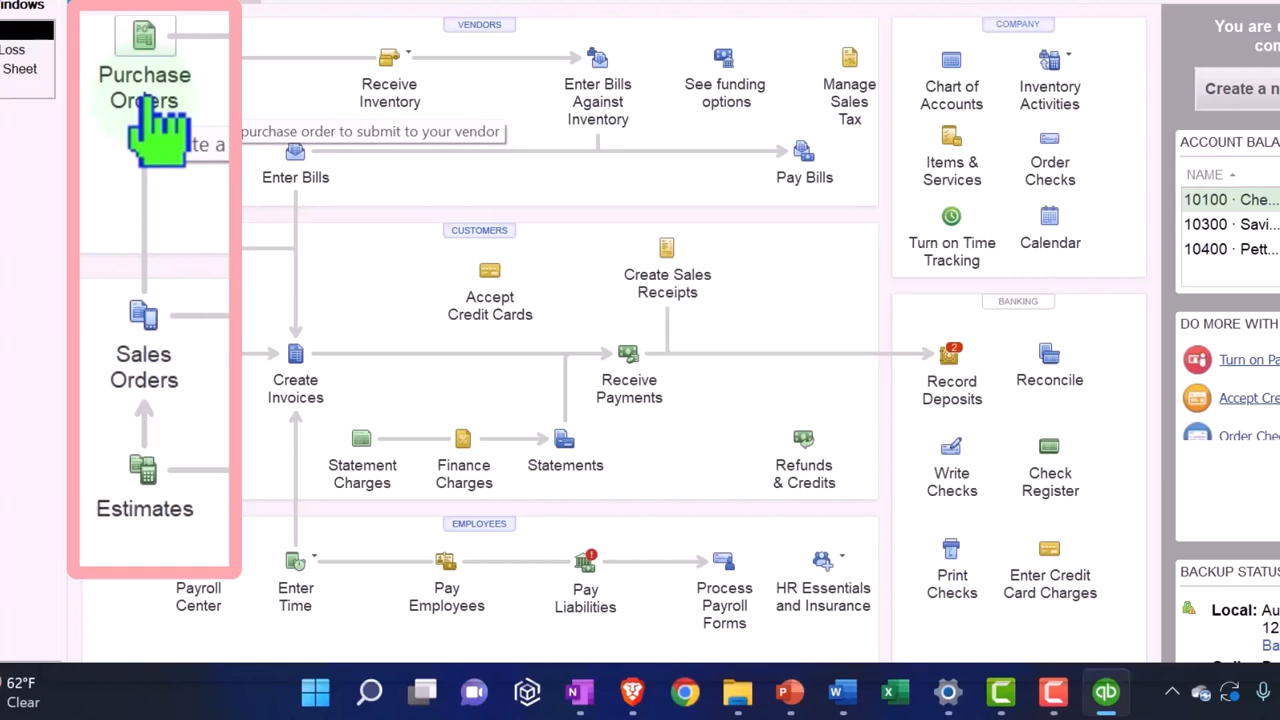 indows
Loss
Sheet
Purchase
Orders
te a
purchase order to submit to your vendor
Sales
Orders
Estimates
VENDORS
Receive
Inventory
Enter Bills
Against
Inventory
See funding
options
Manage
Sales
Tax
Enter Bills
Pay Bills
CUSTOMERS
Accept
Credit Cards
Create Sales
Receipts
Create
Invoices
Receive
Payments
Statement
Charges
Finance
Charges
Statements
Refunds
& Credits
EMPLOYEES
Payroll
Center
Enter
Time
Pay
Employees
Pay
Liabilities
Process
Payroll
Forms
HR Essentials
and Insurance
COMPANY
Chart of
Accounts
Inventory
Activities
Items &
Services
Order
Checks
Turn on Time
Tracking
Calendar
BANKING
2
Record
Deposits
Reconcile
Write
Checks
Check
Register
Print
Checks
Enter Credit
Card Charges
You are u
con
Create a n
ACCOUNT BALA
NAME
10100 · Che...
10300 · Savi...
10400 · Pett...
DO MORE WITH
Turn on Pa
Accept Cre
Order Chec
BACKUP STATUS
Local: Au
12
Ba
62°F
Clear